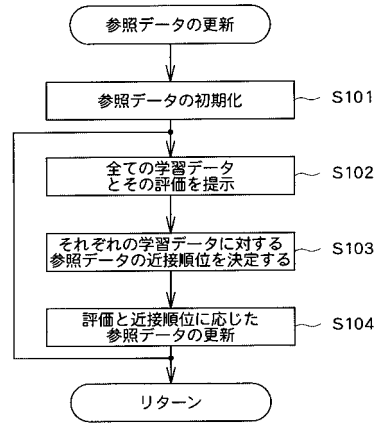 参照データの更新
参照データの初期化
S101
全ての学習データ
とその評価を提示
S102
それぞれの学習データに対する
参照データの近接順位を決定する
S103
評価と近接順位に応じた
参照データの更新
S104
リターン